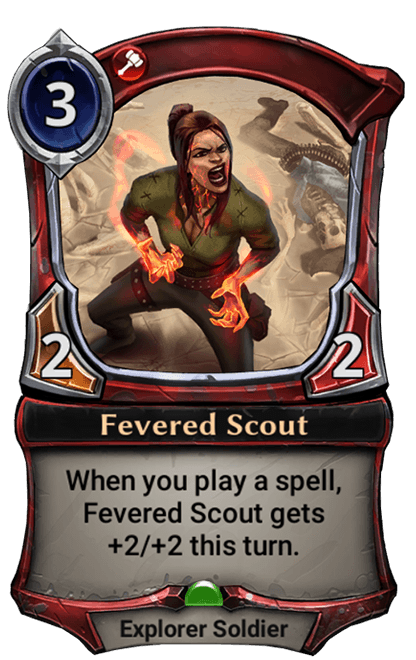 3
2
2
Fevered Scout
When you play a spell,
Fevered Scout gets
+2/+2 this turn.
Explorer Soldier